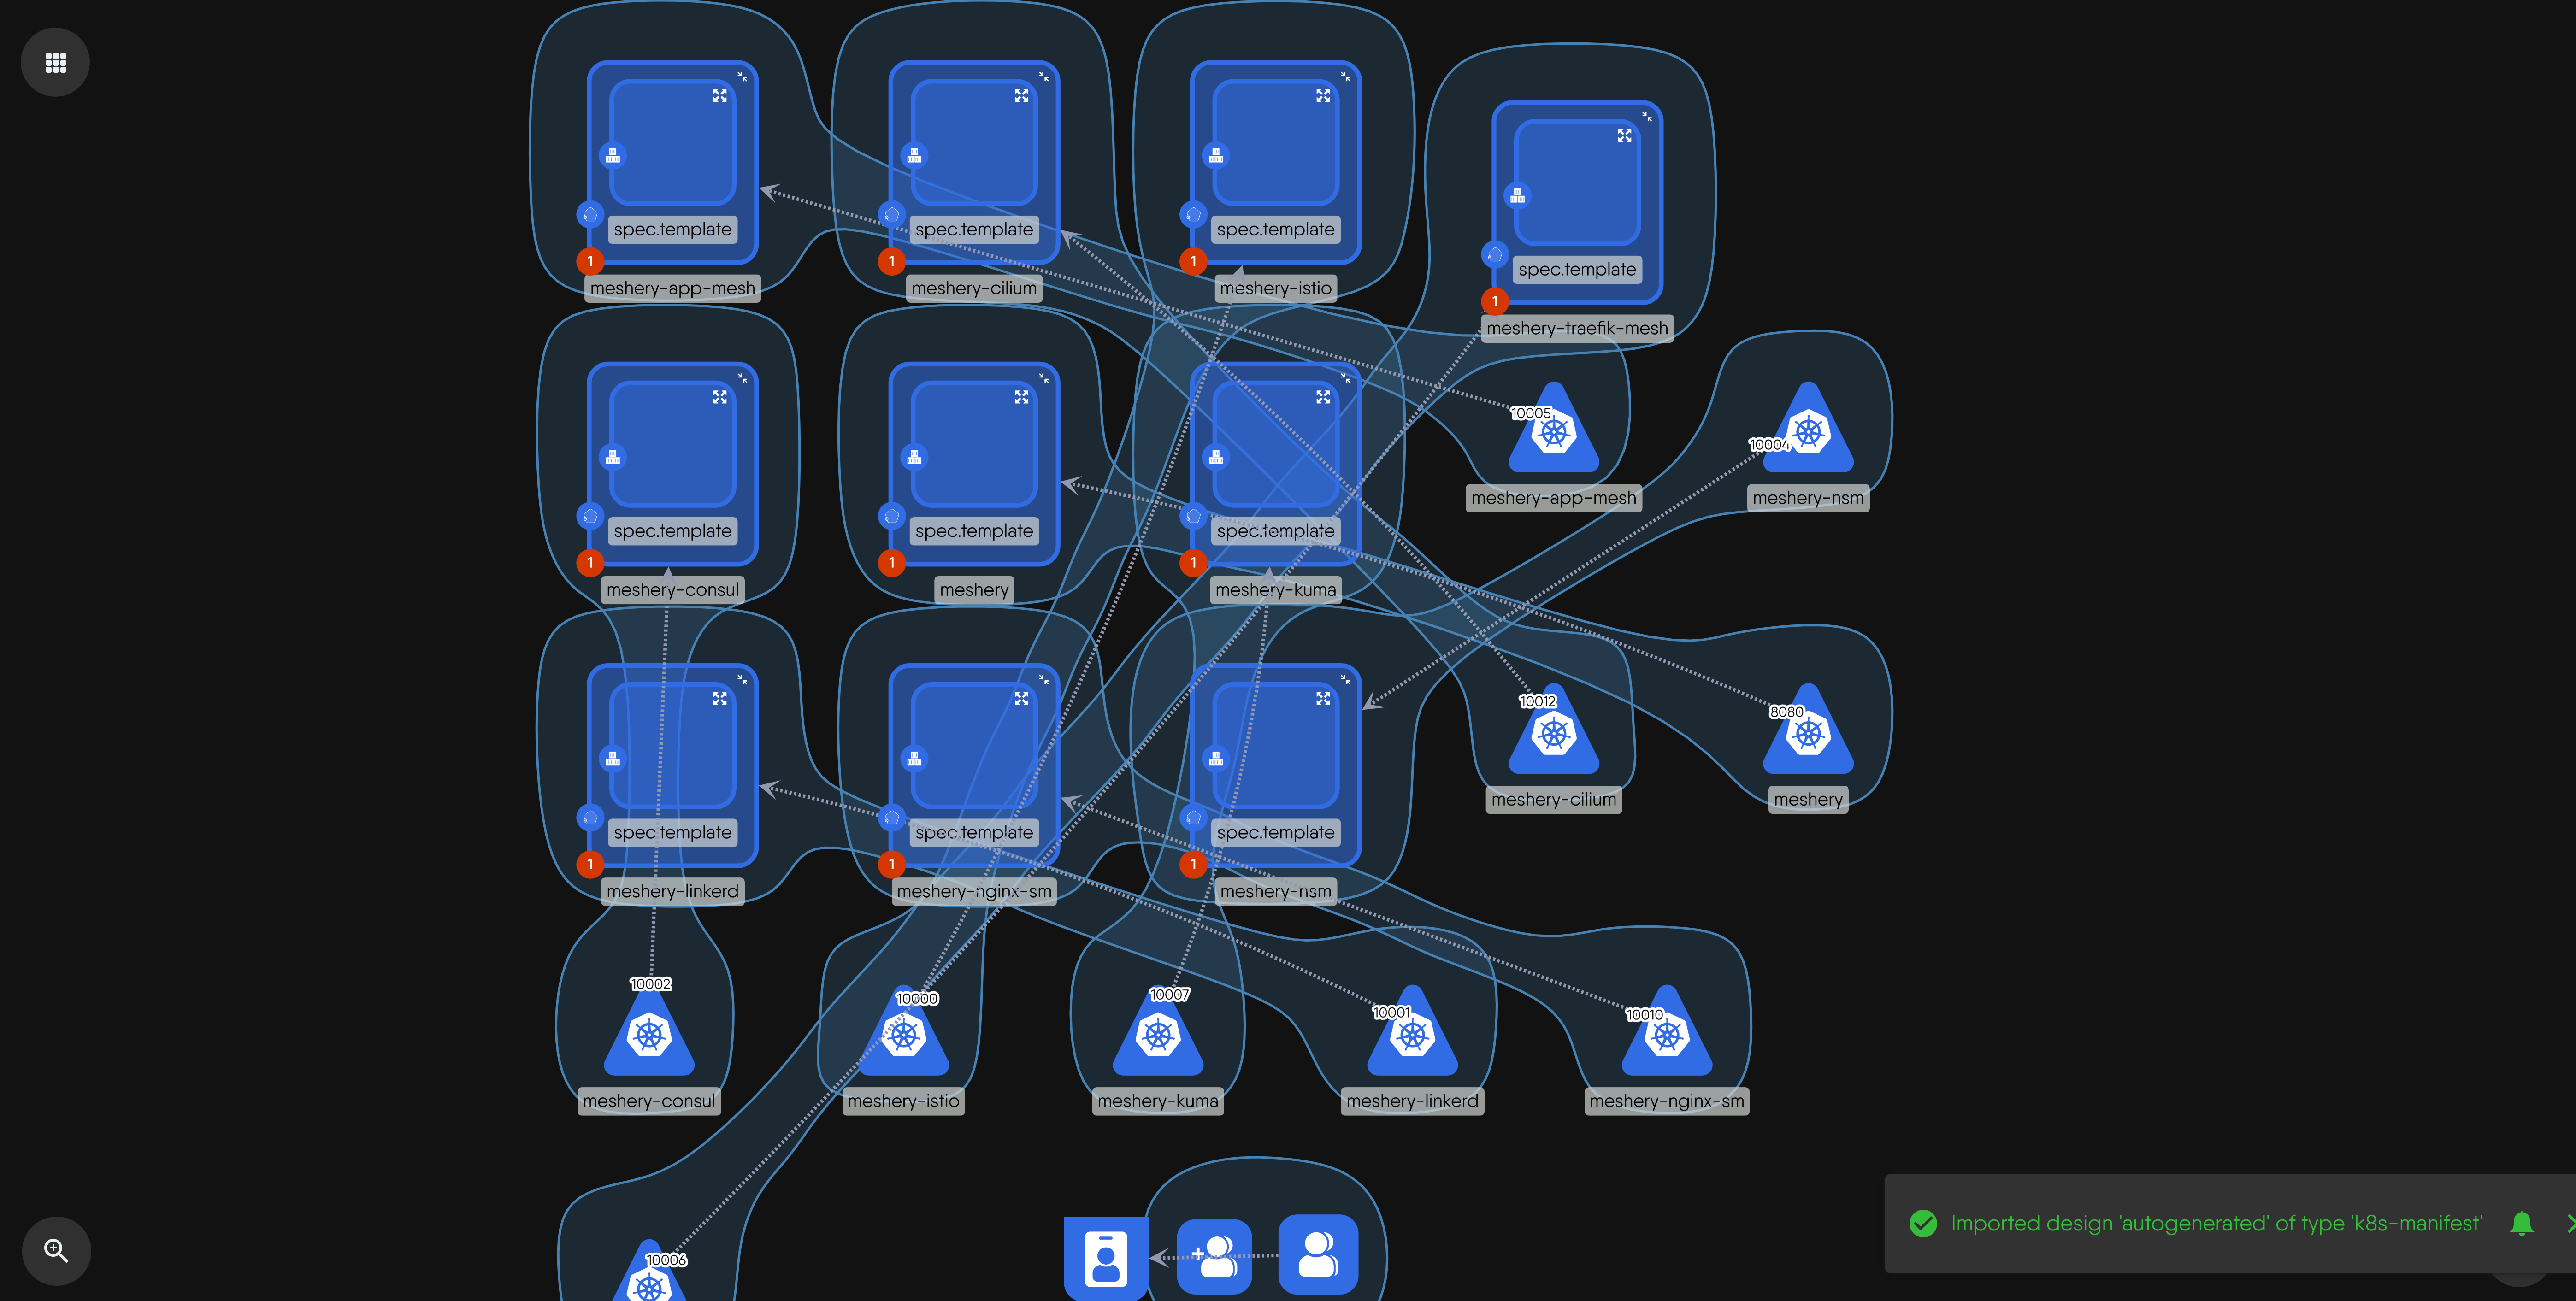 spec.template
1
meshery-app-mesh
spec.template
1
meshery-cilium
spec.template
1
meshery-istio
spec.template
1
meshery-traefik-mesh
spec.template
1
meshery-consul
spec.template
1
meshery
spec.template
1
meshery-kuma
10005
meshery-app-mesh
10004
meshery-nsm
spec.template
1
meshery-linkerd
spec.template
1
meshery-nginx-sm
spec.template
1
meshery-nsm
10012
meshery-cilium
8080
meshery
10002
meshery-consul
10000
meshery-istio
10007
meshery-kuma
10001
meshery-linkerd
10010
meshery-nginx-sm
10006
Imported design 'autogenerated' of type 'k8s-manifest'